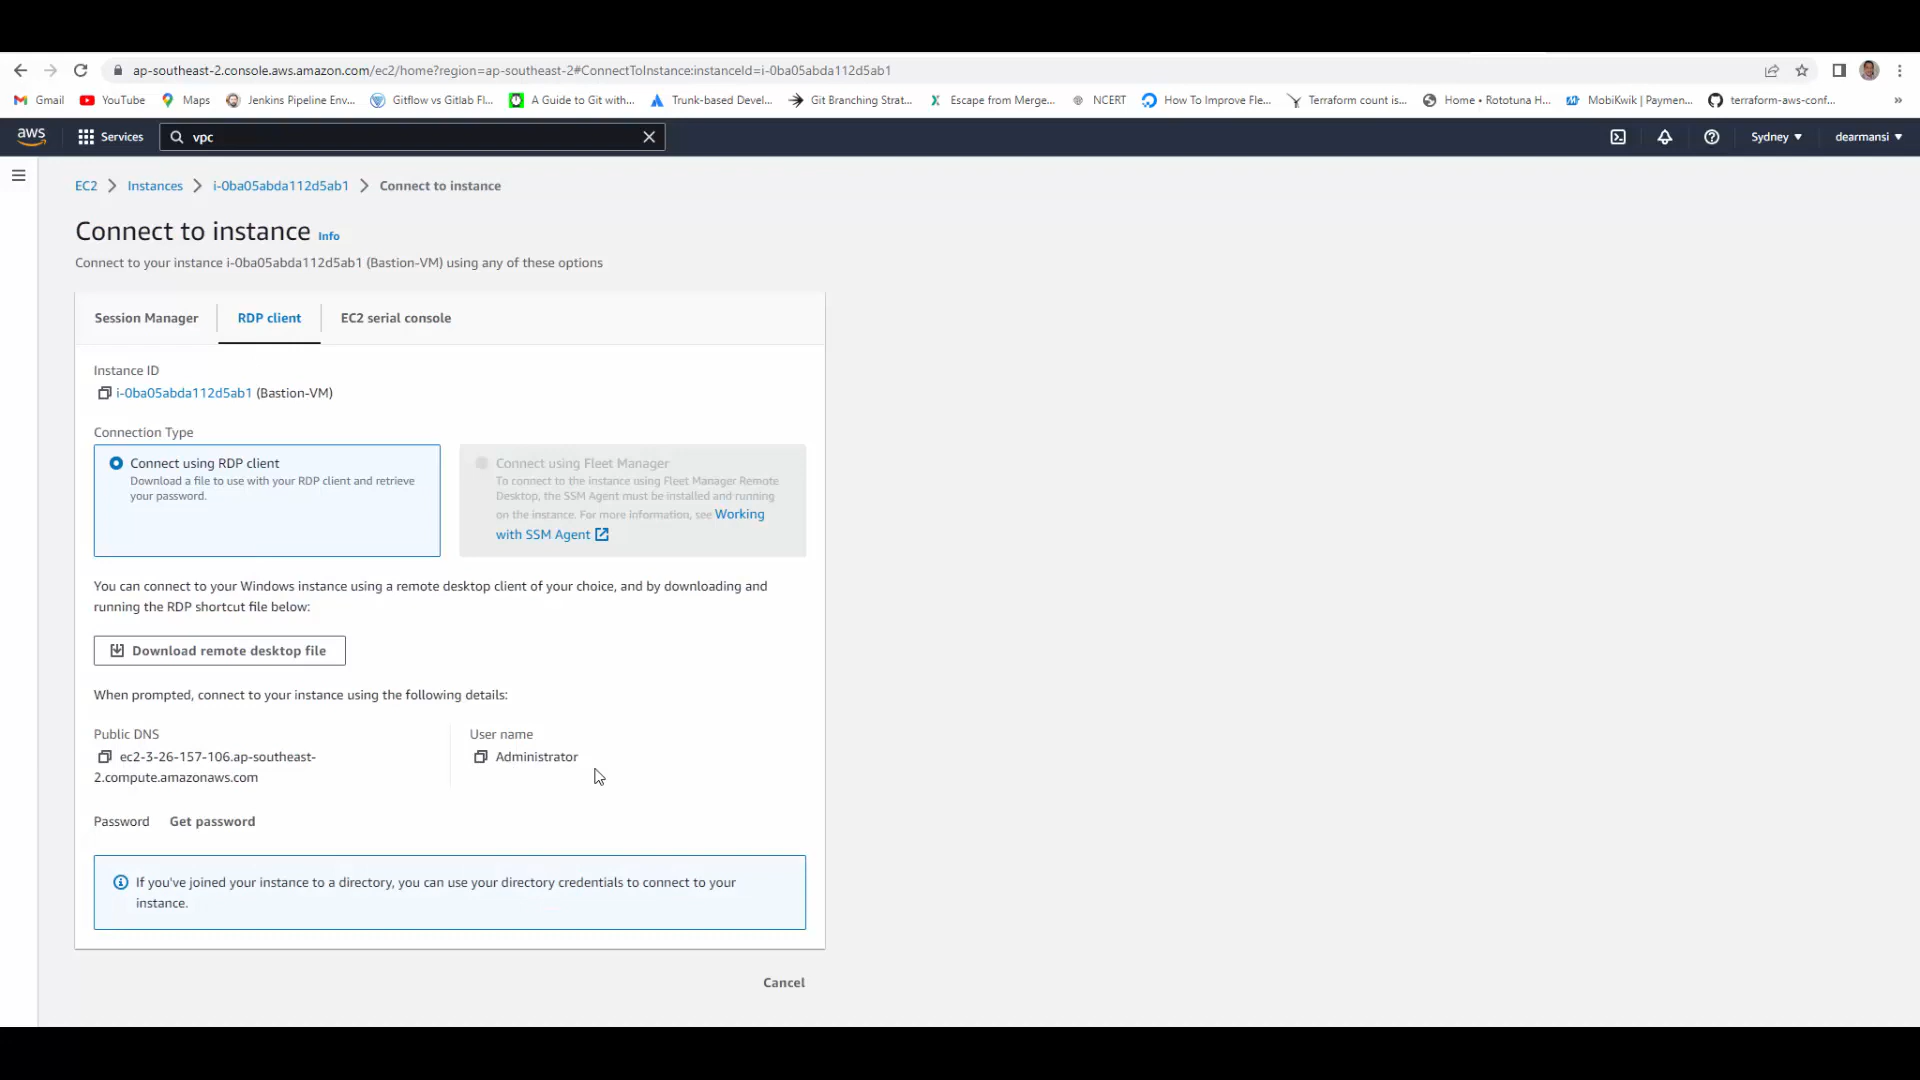 ap-southeast-2.console.aws.amazon.com/ec2/home?region=ap-southeast-2#ConnectToInstance:instanceId=i-0ba05abda112d5ab1
Gmail YouTube Maps Jenkins Pipeline Env... Gitflow vs Gitlab Fl... A Guide to Git with... Trunk-based Devel... Git Branching Strat... Escape from Merge... NCERT How To Improve Fle... Terraform count is... Home • Rototuna H... MobiKwik | Paymen... terraform-aws-conf... »
aws Services vpc Sydney dearmansi
EC2 Instances i-0ba05abda112d5ab1 Connect to instance
Connect to instance Info
Connect to your instance i-0ba05abda112d5ab1 (Bastion-VM) using any of these options
Session Manager RDP client EC2 serial console
Instance ID
i-0ba05abda112d5ab1 (Bastion-VM)
Connection Type
Connect using RDP client
Download a file to use with your RDP client and retrieve
your password.
Connect using Fleet Manager
To connect to the instance using Fleet Manager Remote
Desktop, the SSM Agent must be installed and running
on the instance. For more information, see Working
with SSM Agent
You can connect to your Windows instance using a remote desktop client of your choice, and by downloading and
running the RDP shortcut file below:
Download remote desktop file
When prompted, connect to your instance using the following details:
Public DNS
ec2-3-26-157-106.ap-southeast-
2.compute.amazonaws.com
User name
Administrator
Password Get password
If you've joined your instance to a directory, you can use your directory credentials to connect to your
instance.
Cancel